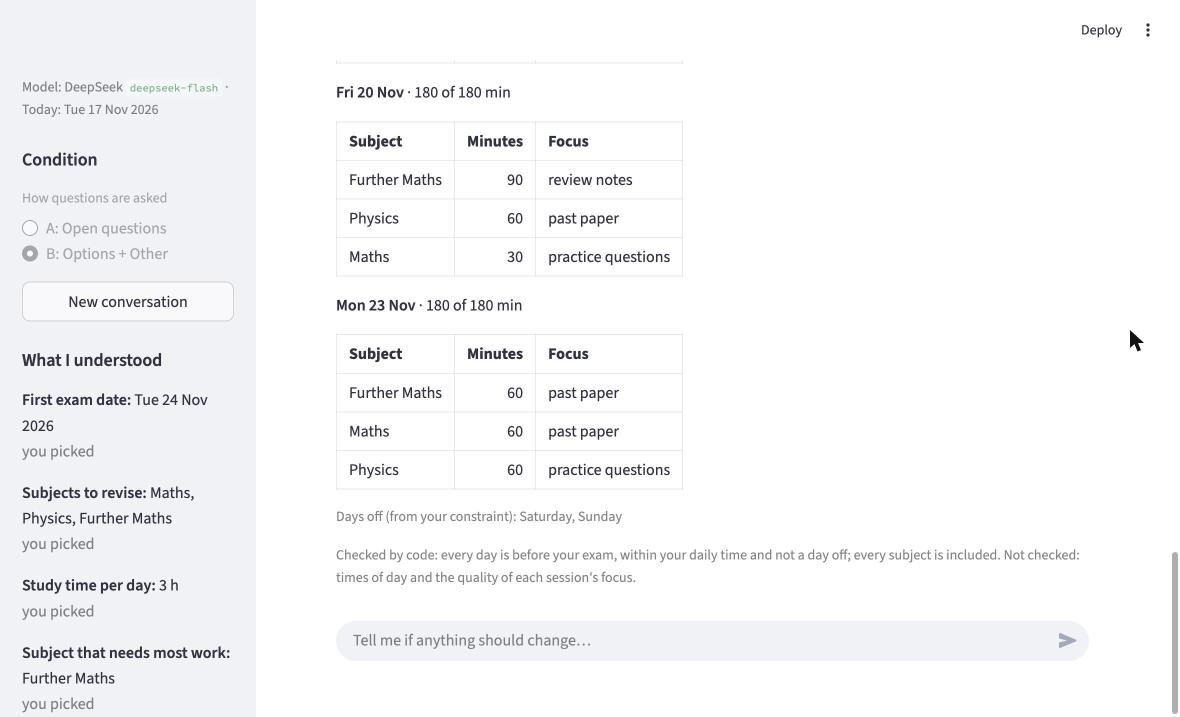 Deploy
Model: DeepSeek deepseek-flash ·
Today: Tue 17 Nov 2026
Condition
How questions are asked
A: Open questions
B: Options + Other
New conversation
What I understood
First exam date: Tue 24 Nov
2026
you picked
Subjects to revise: Maths,
Physics, Further Maths
you picked
Study time per day: 3 h
you picked
Subject that needs most work:
Further Maths
you picked
Fri 20 Nov · 180 of 180 min
Subject Minutes Focus
Further Maths 90 review notes
Physics 60 past paper
Maths 30 practice questions
Mon 23 Nov · 180 of 180 min
Subject Minutes Focus
Further Maths 60 past paper
Maths 60 past paper
Physics 60 practice questions
Days off (from your constraint): Saturday, Sunday
Checked by code: every day is before your exam, within your daily time and not a day off; every subject is included. Not checked:
times of day and the quality of each session's focus.
Tell me if anything should change…